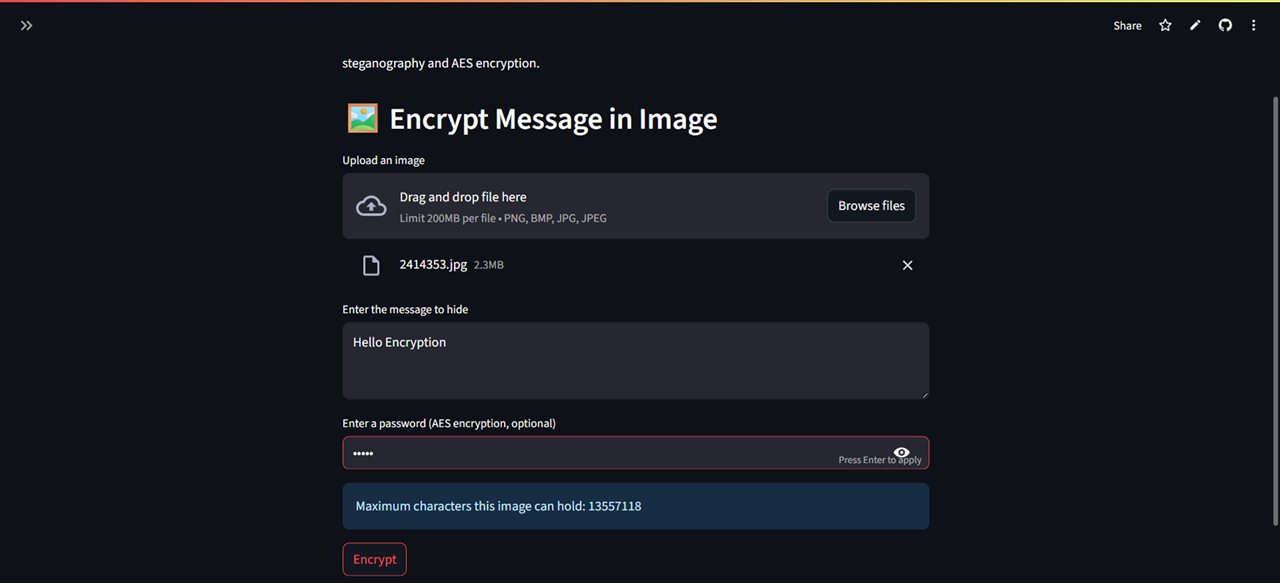 Share
steganography and AES encryption.
Encrypt Message in Image
Upload an image
Drag and drop file here
Limit 200MB per file • PNG, BMP, JPG, JPEG
Browse files
2414353.jpg 2.3MB
Enter the message to hide
Hello Encryption
Enter a password (AES encryption, optional)
•••••
Press Enter to apply
Maximum characters this image can hold: 13557118
Encrypt